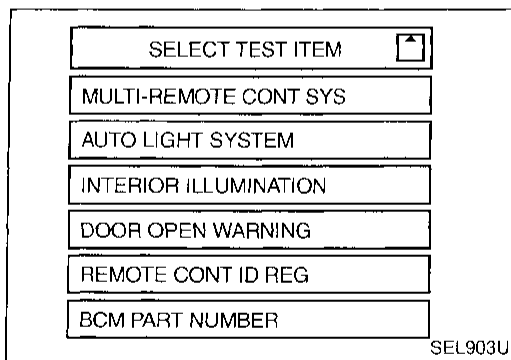 SELECT TEST ITEM
MULTI-REMOTE CONT SYS
AUTO LIGHT SYSTEM
INTERIOR ILLUMINATION
DOOR OPEN WARNING
REMOTE CONT ID REG
BCM PART NUMBER
SEL903U